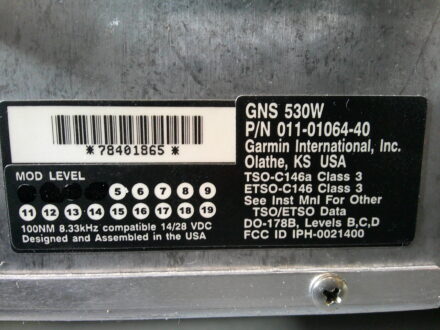 *78401865*
MOD LEVEL
5 6 7 8 9
11 12 13 14 15 16 17 18 19
100NM 8.33kHz compatible 14/28 VDC
Designed and Assembled in the USA
GNS 530W
P/N 011-01064-40
Garmin International, Inc.
Olathe, KS USA
TSO-C146a Class 3
ETSO-C146 Class 3
See Inst Mnl For Other
TSO/ETSO Data
DO-178B, Levels B,C,D
FCC ID IPH-0021400